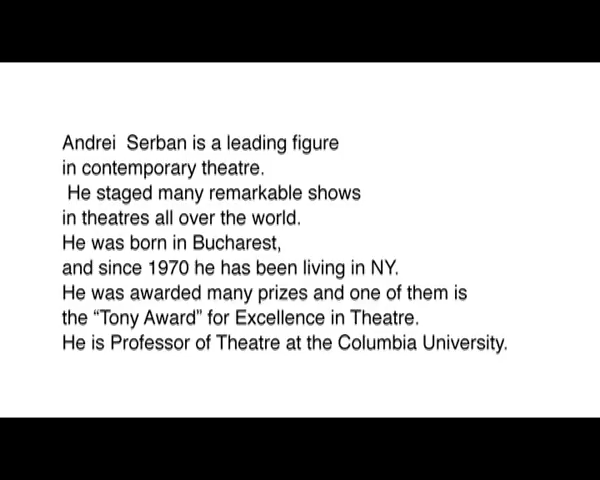 Andrei Serban is a leading figure
in contemporary theatre.
He staged many remarkable shows
in theatres all over the world.
He was born in Bucharest,
and since 1970 he has been living in NY.
He was awarded many prizes and one of them is
the “Tony Award” for Excellence in Theatre.
He is Professor of Theatre at the Columbia University.